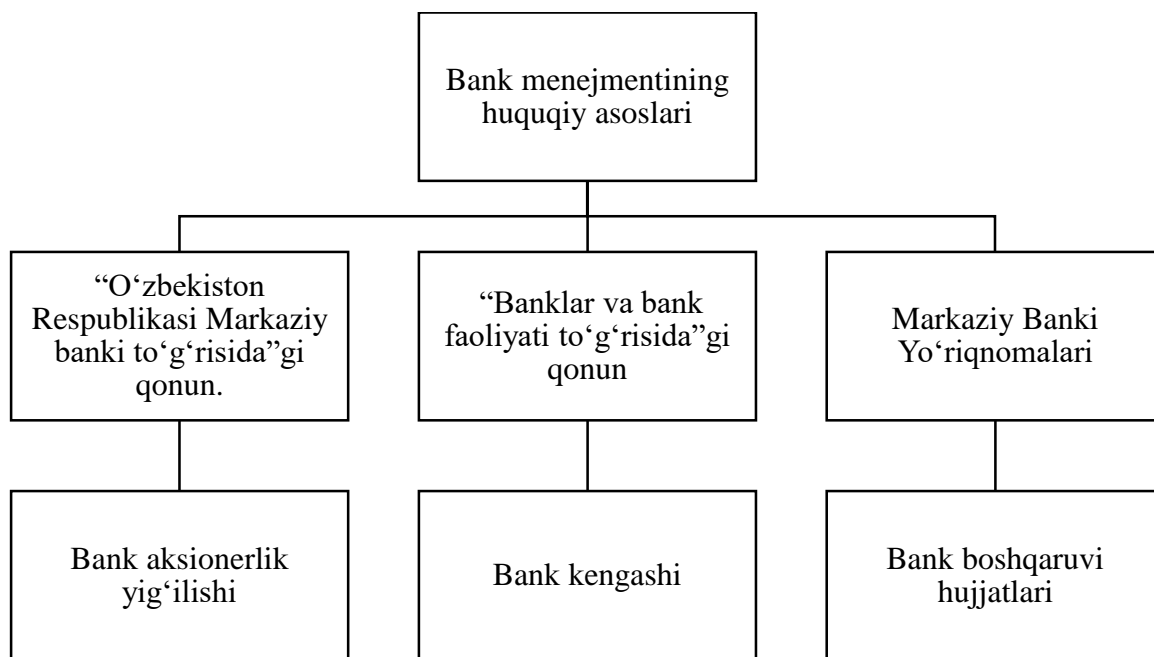 Bank menejmentining
huquqiy asoslari
“O‘zbekiston
Respublikasi Markaziy
banki to‘g‘risida”gi
qonun.
“Banklar va bank
faoliyati to‘g‘risida”gi
qonun
Markaziy Banki
Yo‘riqnomalari
Bank aksionerlik
yig‘ilishi
Bank kengashi
Bank boshqaruvi
hujjatlari